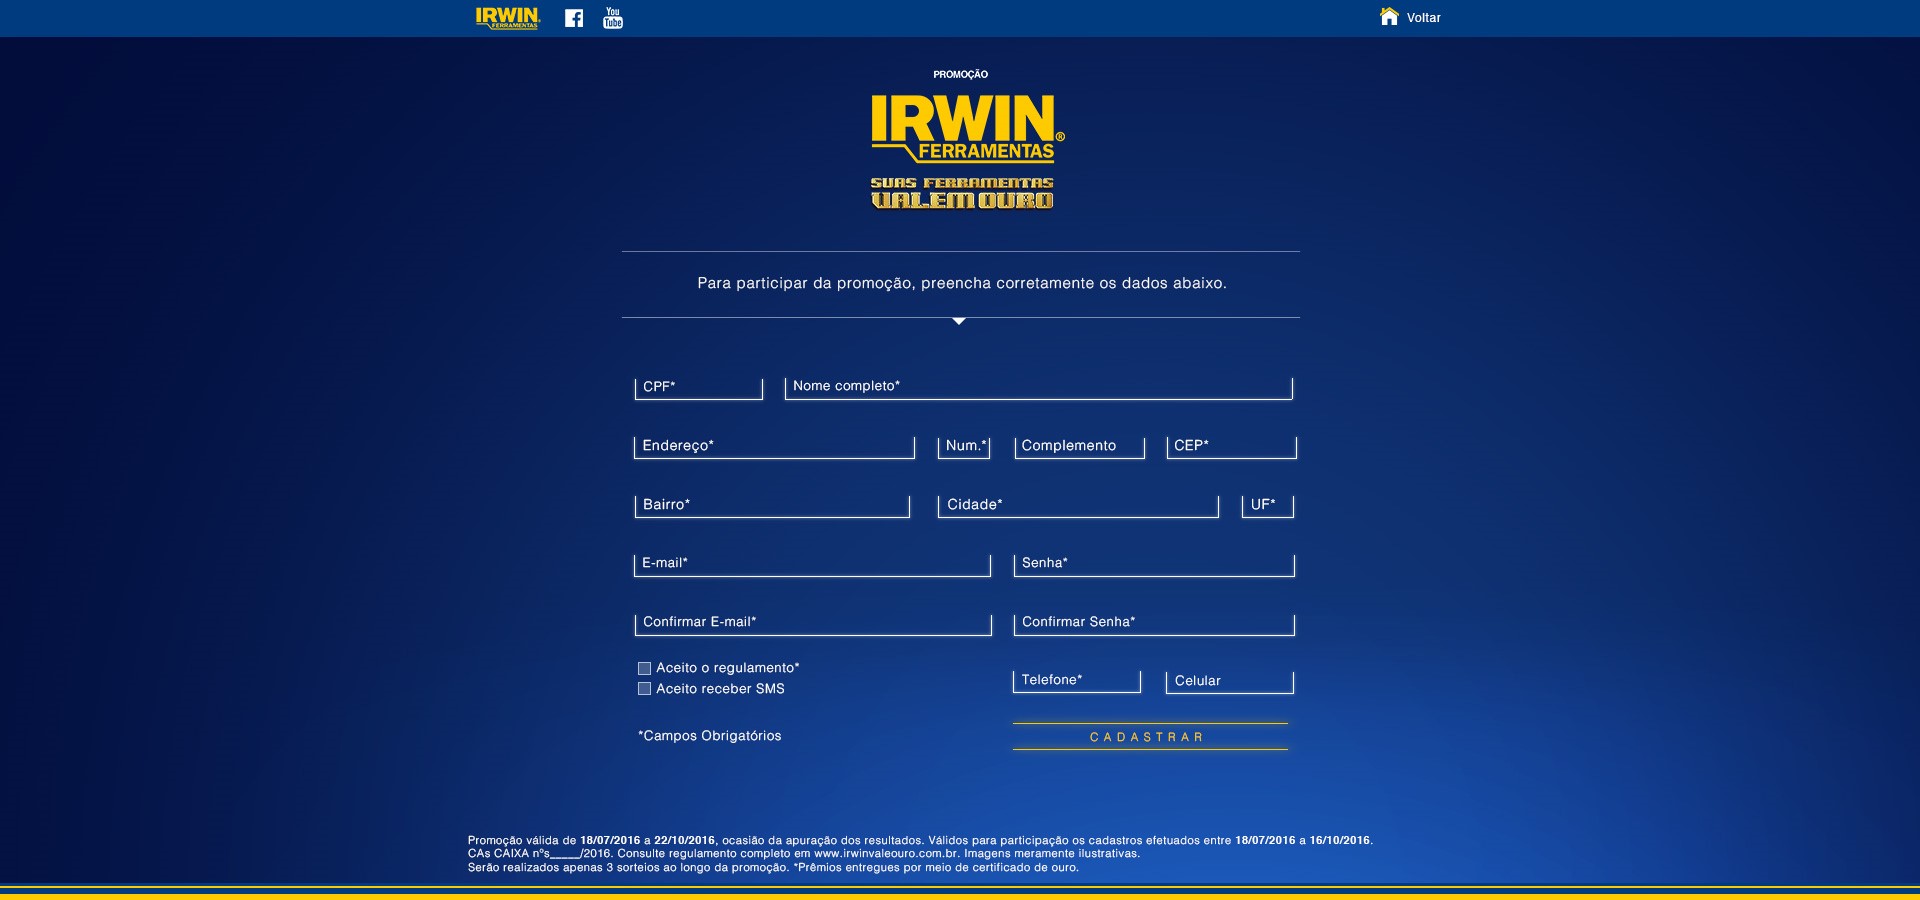 IRWIN
FERRAMENTAS
You
Tube
Voltar
PROMOÇÃO
IRWIN®
FERRAMENTAS
SUAS FERRAMENTAS
VALEM OURO
Para participar da promoção, preencha corretamente os dados abaixo.
CPF* Nome completo*
Endereço* Num.* Complemento CEP*
Bairro* Cidade* UF*
E-mail* Senha*
Confirmar E-mail* Confirmar Senha*
Aceito o regulamento*
Aceito receber SMS
Telefone* Celular
*Campos Obrigatórios
CADASTRAR
Promoção válida de 18/07/2016 a 22/10/2016, ocasião da apuração dos resultados. Válidos para participação os cadastros efetuados entre 18/07/2016 a 16/10/2016.
CAs CAIXA nºs_____/2016. Consulte regulamento completo em www.irwinvaleouro.com.br. Imagens meramente ilustrativas.
Serão realizados apenas 3 sorteios ao longo da promoção. *Prêmios entregues por meio de certificado de ouro.